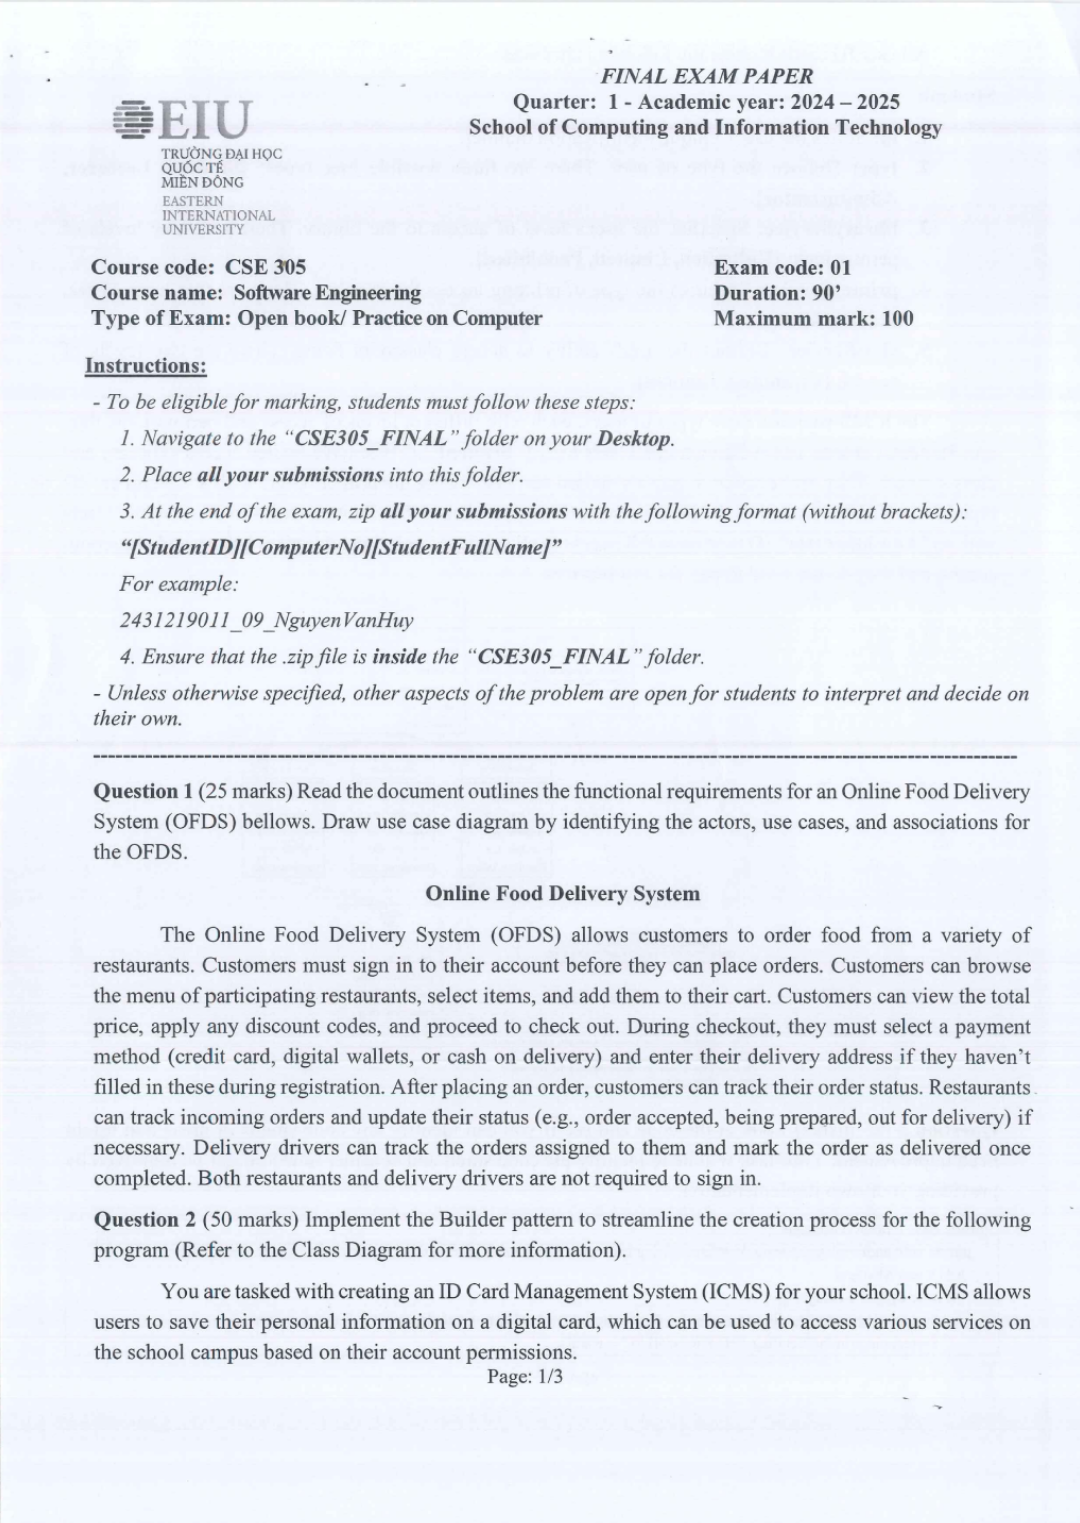 FINAL EXAM PAPER
Quarter: 1 - Academic year: 2024 – 2025
School of Computing and Information Technology
EIU
TRƯỜNG ĐẠI HỌC
QUỐC TẾ
MIỀN ĐÔNG
EASTERN
INTERNATIONAL
UNIVERSITY
Course code: CSE 305
Exam code: 01
Course name: Software Engineering
Duration: 90’
Type of Exam: Open book/ Practice on Computer
Maximum mark: 100
Instructions:
- To be eligible for marking, students must follow these steps:
1. Navigate to the “CSE305_FINAL” folder on your Desktop.
2. Place all your submissions into this folder.
3. At the end of the exam, zip all your submissions with the following format (without brackets):
“[StudentID][ComputerNo][StudentFullName]”
For example:
2431219011_09_NguyenVanHuy
4. Ensure that the .zip file is inside the “CSE305_FINAL” folder.
- Unless otherwise specified, other aspects of the problem are open for students to interpret and decide on
their own.
Question 1 (25 marks) Read the document outlines the functional requirements for an Online Food Delivery
System (OFDS) bellows. Draw use case diagram by identifying the actors, use cases, and associations for
the OFDS.
Online Food Delivery System
The Online Food Delivery System (OFDS) allows customers to order food from a variety of
restaurants. Customers must sign in to their account before they can place orders. Customers can browse
the menu of participating restaurants, select items, and add them to their cart. Customers can view the total
price, apply any discount codes, and proceed to check out. During checkout, they must select a payment
method (credit card, digital wallets, or cash on delivery) and enter their delivery address if they haven’t
filled in these during registration. After placing an order, customers can track their order status. Restaurants
can track incoming orders and update their status (e.g., order accepted, being prepared, out for delivery) if
necessary. Delivery drivers can track the orders assigned to them and mark the order as delivered once
completed. Both restaurants and delivery drivers are not required to sign in.
Question 2 (50 marks) Implement the Builder pattern to streamline the creation process for the following
program (Refer to the Class Diagram for more information).
You are tasked with creating an ID Card Management System (ICMS) for your school. ICMS allows
users to save their personal information on a digital card, which can be used to access various services on
the school campus based on their account permissions.
Page: 1/3